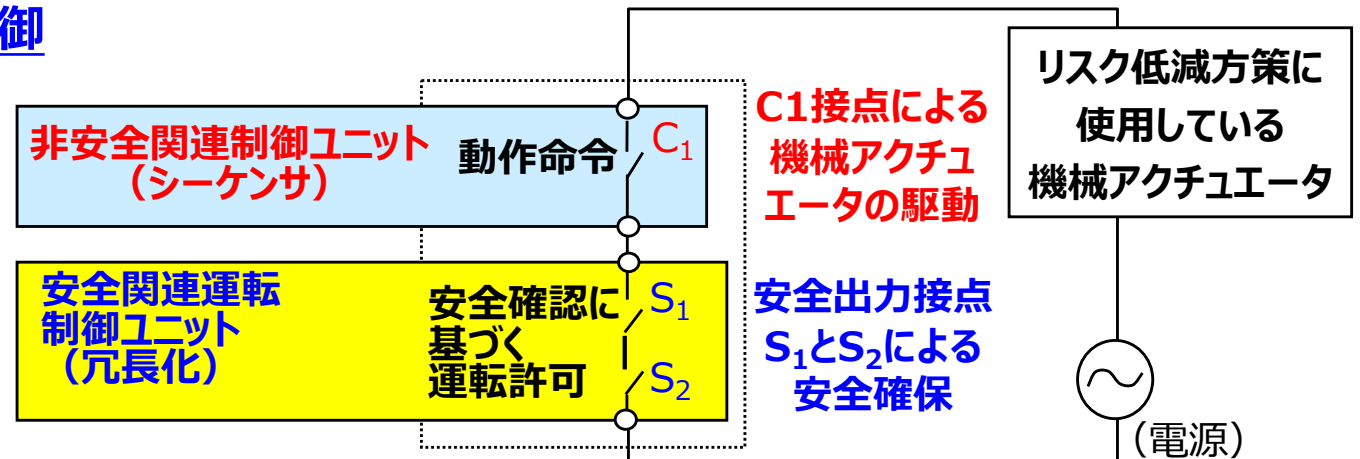 御
非安全関連制御ユニット
（シーケンサ）
動作命令
C1
C1接点による
機械アクチュ
エータの駆動
リスク低減方策に
使用している
機械アクチュエータ
安全関連運転
制御ユニット
（冗長化）
安全確認に
基づく
運転許可
S1
S2
安全出力接点
S1とS2による
安全確保
（電源）